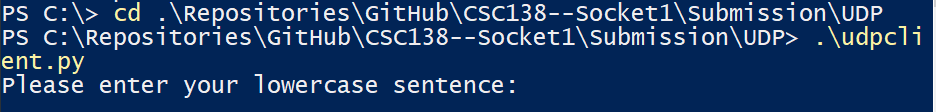 PS C:\> cd .\Repositories\GitHub\CSC138--Socket1\Submission\UDP
PS C:\Repositories\GitHub\CSC138--Socket1\Submission\UDP> .\udpcli
ent.py
Please enter your lowercase sentence: